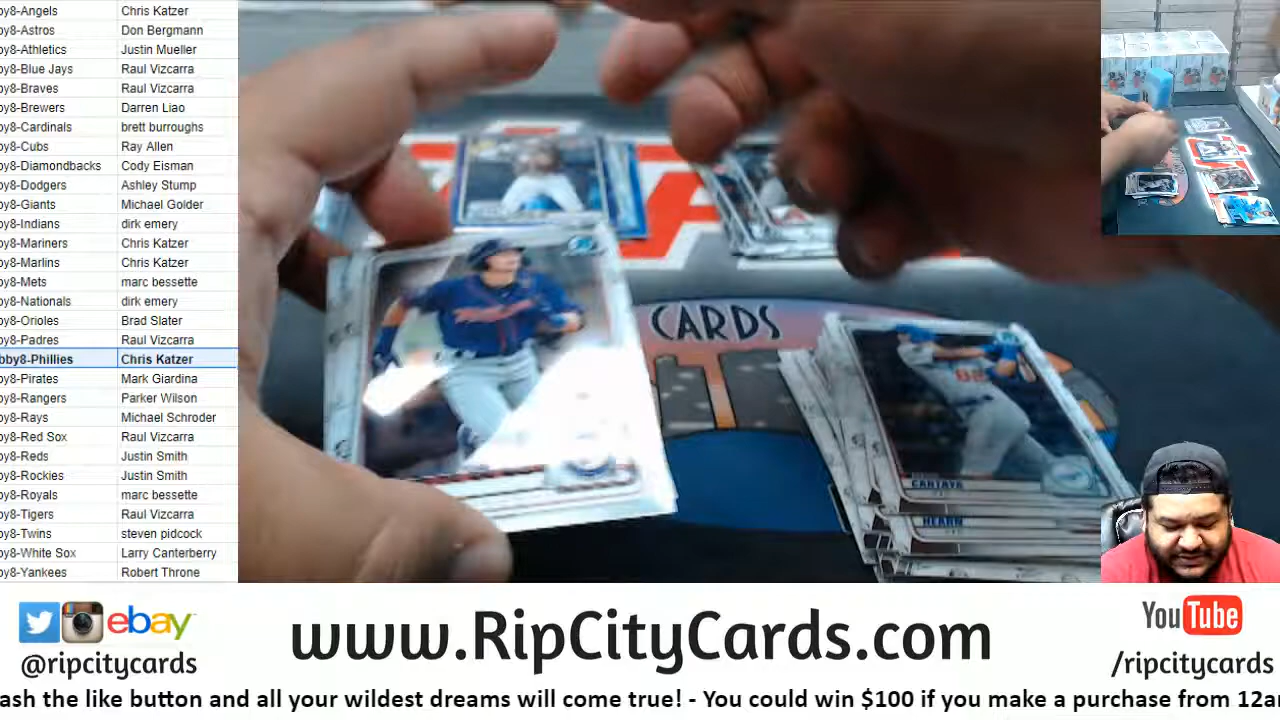 by8-Angels Chris Katzer
by8-Astros Don Bergmann
by8-Athletics Justin Mueller
by8-Blue Jays Raul Vizcarra
by8-Braves Raul Vizcarra
by8-Brewers Darren Liao
by8-Cardinals brett burroughs
by8-Cubs Ray Allen
by8-Diamondbacks Cody Eisman
by8-Dodgers Ashley Stump
by8-Giants Michael Golder
by8-Indians dirk emery
by8-Mariners Chris Katzer
by8-Marlins Chris Katzer
by8-Mets marc bessette
by8-Nationals dirk emery
by8-Orioles Brad Slater
by8-Padres Raul Vizcarra
bby8-Phillies Chris Katzer
by8-Pirates Mark Giardina
by8-Rangers Parker Wilson
by8-Rays Michael Schroder
by8-Red Sox Raul Vizcarra
by8-Reds Justin Smith
by8-Rockies Justin Smith
by8-Royals marc bessette
by8-Tigers Raul Vizcarra
by8-Twins steven pidcock
by8-White Sox Larry Canterberry
by8-Yankees Robert Throne
CARDS
CARTAYA
HEARN
ebay
@ripcitycards
www.RipCityCards.com
YouTube
/ripcitycards
ash the like button and all your wildest dreams will come true! - You could win $100 if you make a purchase from 12a